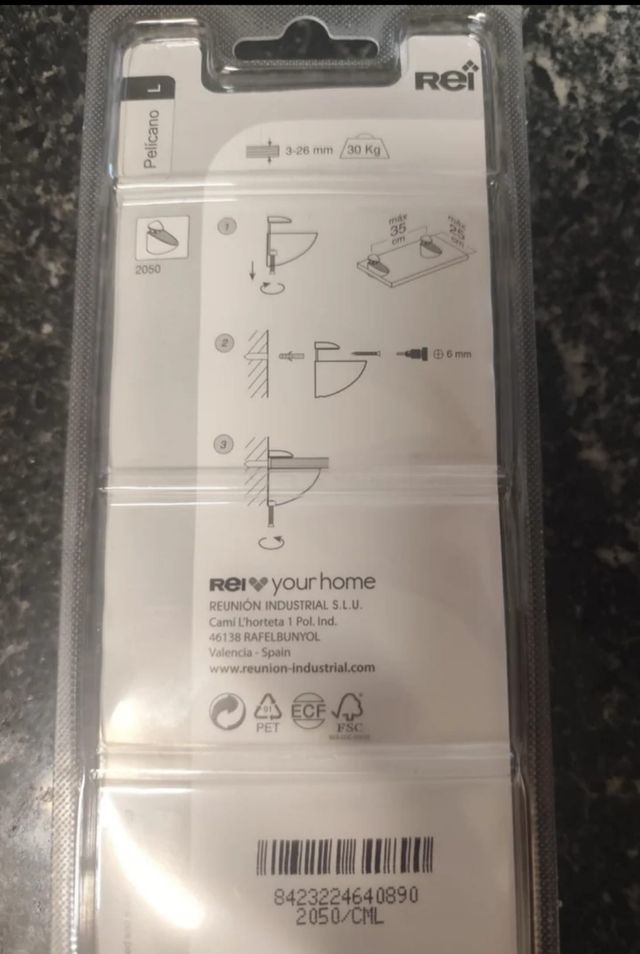 Rei
Pelícano L
3-26 mm 30 Kg
2050
1
máx
35
cm
máx
25
cm
2
6 mm
3
Rei your home
REUNIÓN INDUSTRIAL S.L.U.
Camí L'horteta 1 Pol. Ind.
46138 RAFELBUNYOL
Valencia - Spain
www.reunion-industrial.com
91
PET
ECF
FSC
8423224640890
2050/CML